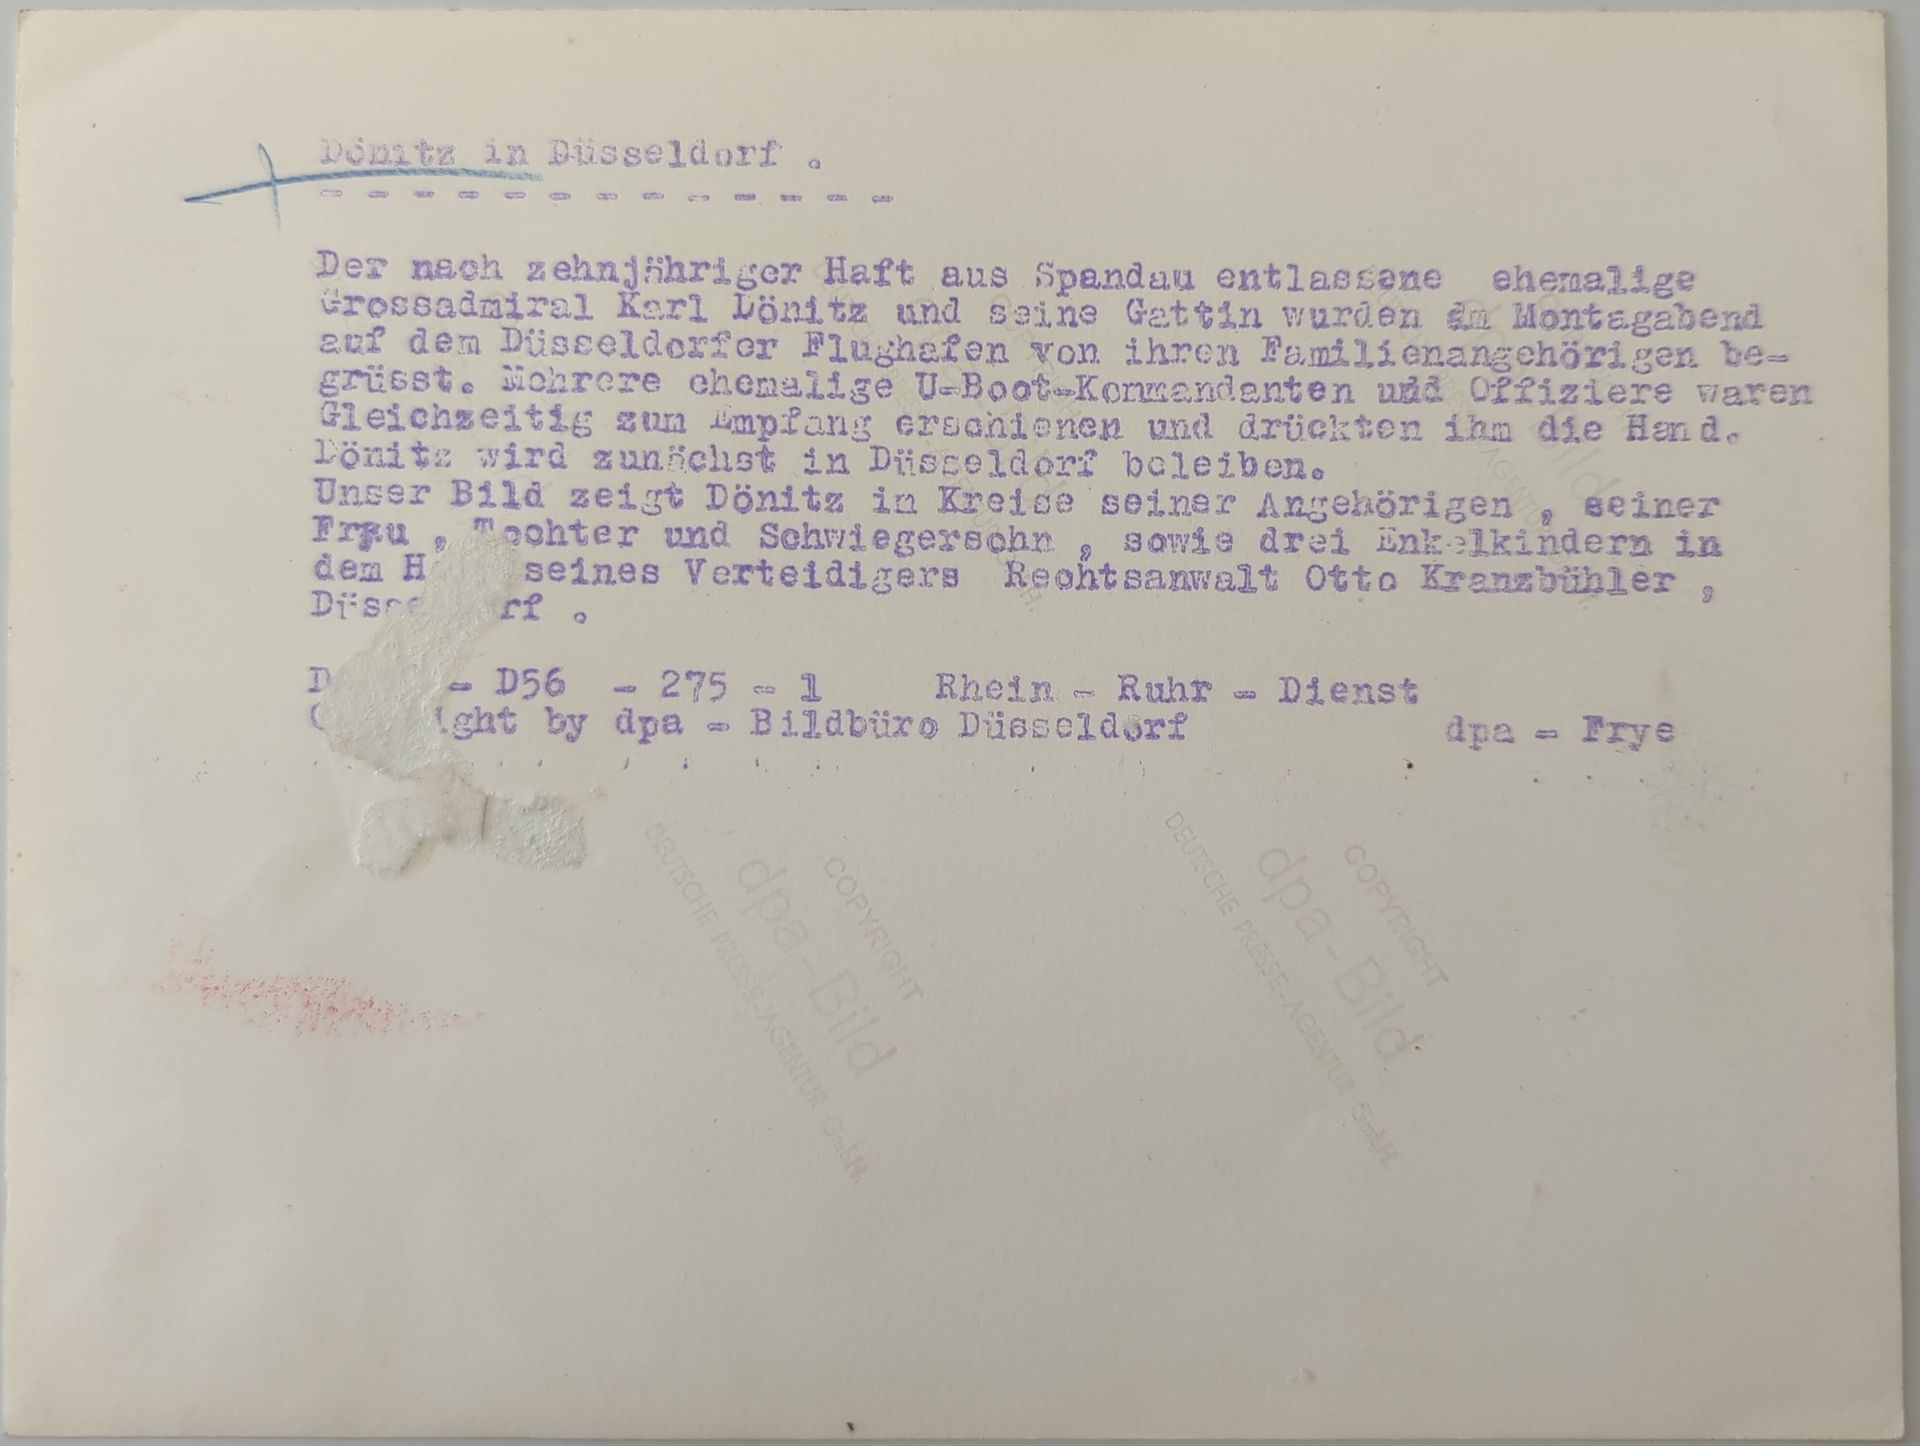 Dönitz in Düsseldorf .
- - - - - - - - - - - - -
Der nach zehnjähriger Haft aus Spandau entlassene ehemalige
Grossadmiral Karl Dönitz und seine Gattin wurden am Montagabend
auf dem Düsseldorfer Flughafen von ihren Familienangehörigen be-
grüsst. Mehrere ehemalige U-Boot-Kommandanten und Offiziere waren
Gleichzeitig zum Empfang erschienen und drückten ihm die Hand.
Dönitz wird zunächst in Düsseldorf beleiben.
Unser Bild zeigt Dönitz im Kreise seiner Angehörigen , seiner
Frau , Tochter und Schwiegersohn , sowie drei Enkelkindern in
dem H seines Verteidigers Rechtsanwalt Otto Kranzbühler ,
Düsse rf .
D - D56 - 275 - 1 Rhein - Ruhr - Dienst
ight by dpa - Bildbüro Düsseldorf dpa - Frye
COPYRIGHT
dpa-Bild
DEUTSCHE PRESSE-AGENTUR GmbH.
COPYRIGHT
dpa-Bild
DEUTSCHE PRESSE-AGENTUR GmbH.